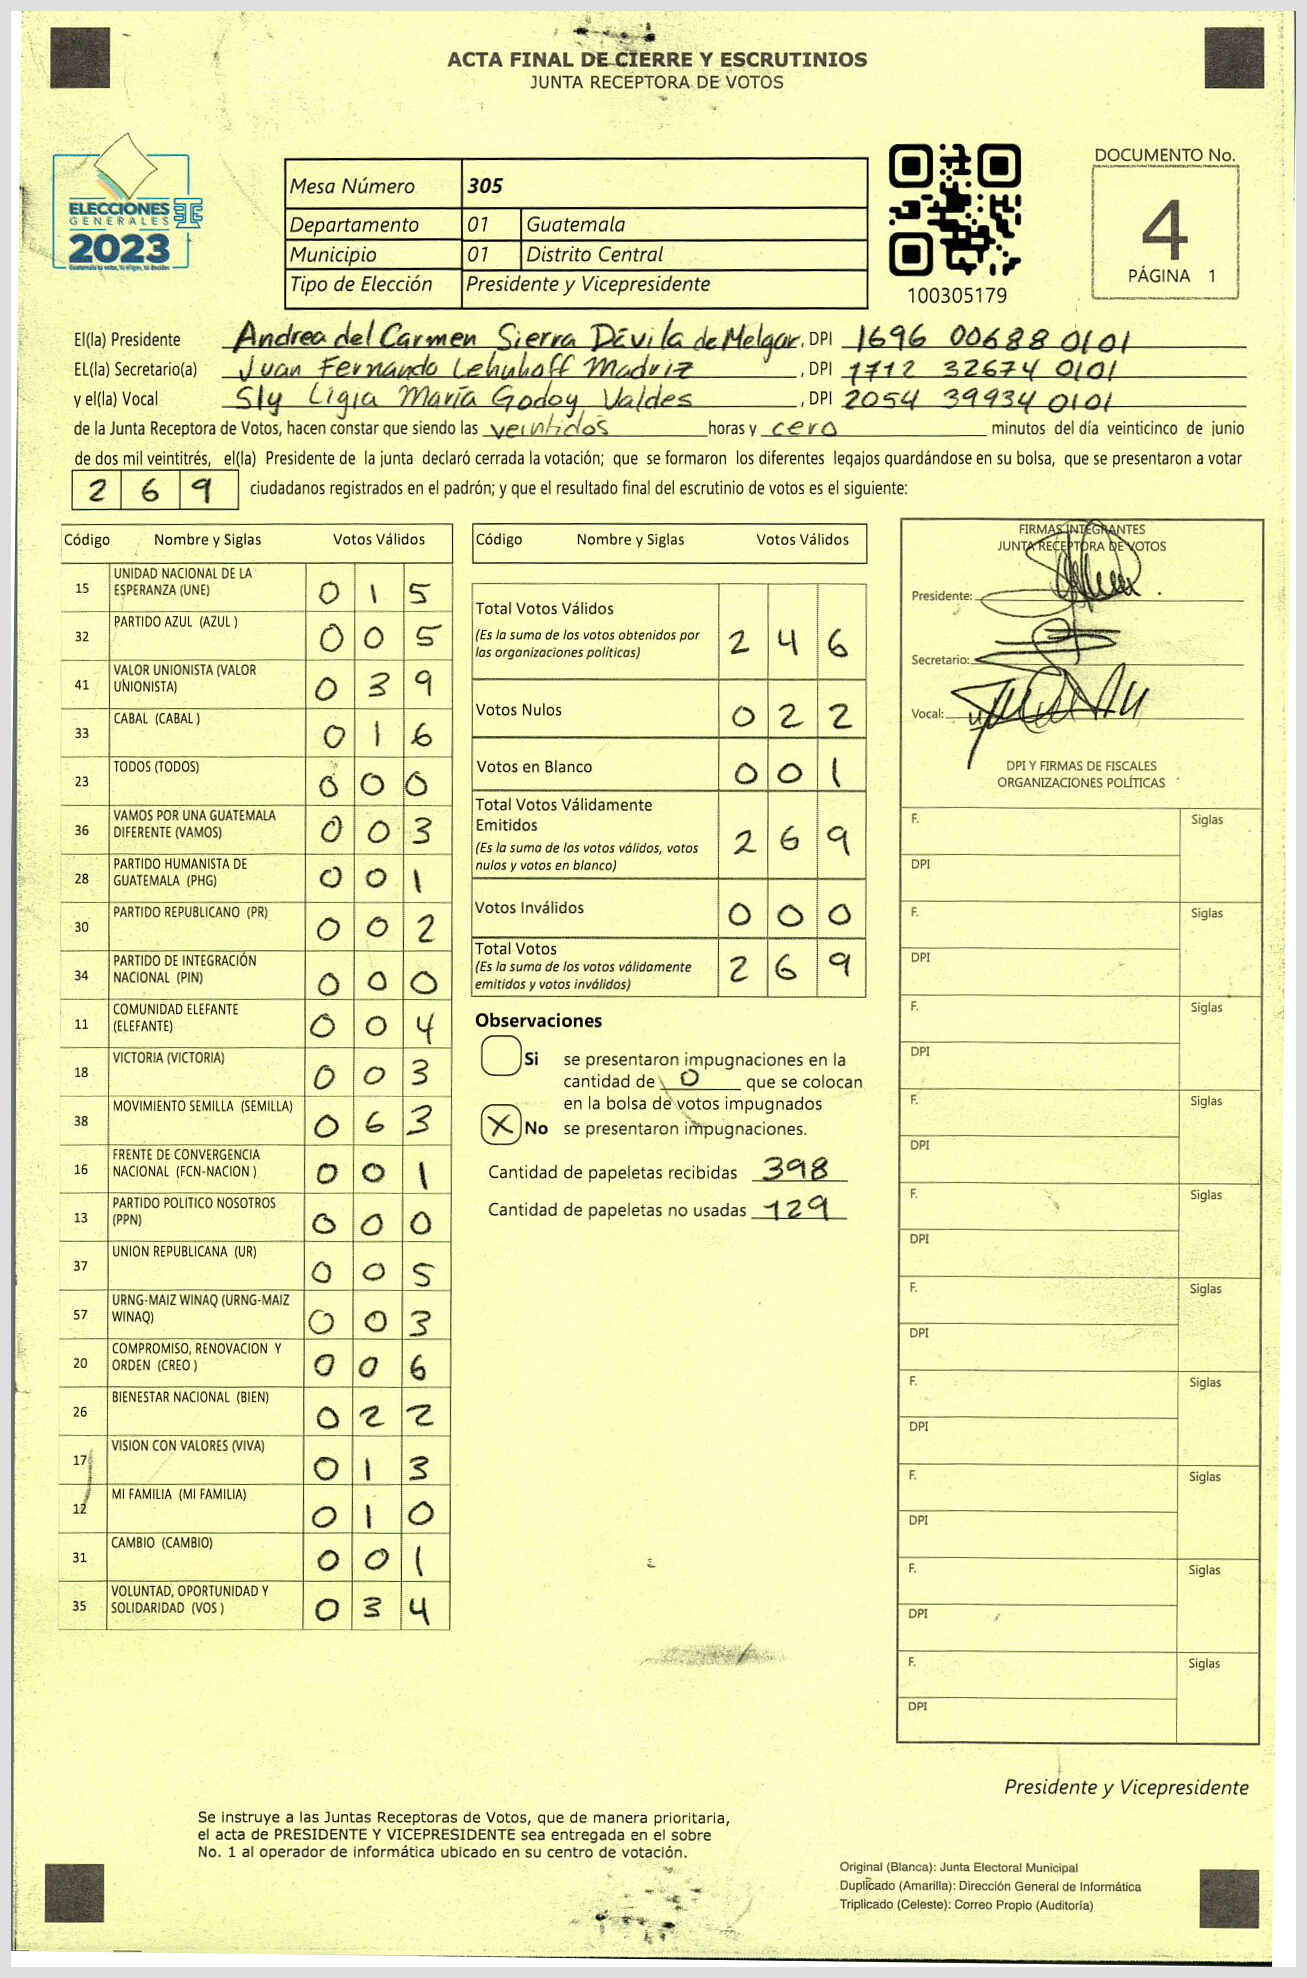 ACTA FINAL DE CIERRE Y ESCRUTINIOS
JUNTA RECEPTORA DE VOTOS
ELECCIONES
GENERALES
2023
Mesa Número 305
Departamento 01 Guatemala
Municipio 01 Distrito Central
Tipo de Elección Presidente y Vicepresidente
100305179
DOCUMENTO No.
4
PÁGINA 1
El(la) Presidente Andrea del Carmen Sierra Dávila de Melgar, DPI 1696 00688 0101
EL(la) Secretario(a) Juan Fernando Lehnhoff Madriz, DPI 1712 32674 0101
y el(la) Vocal Sly Ligia María Godoy Valdes, DPI 2054 39934 0101
de la Junta Receptora de Votos, hacen constar que siendo las veintidos horas y cero minutos del día veinticinco de junio
de dos mil veintitrés, el(la) Presidente de la junta declaró cerrada la votación; que se formaron los diferentes legajos guardándose en su bolsa, que se presentaron a votar
2 6 9 ciudadanos registrados en el padrón; y que el resultado final del escrutinio de votos es el siguiente:
Código Nombre y Siglas Votos Válidos
15 UNIDAD NACIONAL DE LA ESPERANZA (UNE) 0 1 5
32 PARTIDO AZUL (AZUL ) 0 0 5
41 VALOR UNIONISTA (VALOR UNIONISTA) 0 3 9
33 CABAL (CABAL ) 0 1 6
23 TODOS (TODOS) 0 0 0
36 VAMOS POR UNA GUATEMALA DIFERENTE (VAMOS) 0 0 3
28 PARTIDO HUMANISTA DE GUATEMALA (PHG) 0 0 1
30 PARTIDO REPUBLICANO (PR) 0 0 2
34 PARTIDO DE INTEGRACIÓN NACIONAL (PIN) 0 0 0
11 COMUNIDAD ELEFANTE (ELEFANTE) 0 0 4
18 VICTORIA (VICTORIA) 0 0 3
38 MOVIMIENTO SEMILLA (SEMILLA) 0 6 3
16 FRENTE DE CONVERGENCIA NACIONAL (FCN-NACION ) 0 0 1
13 PARTIDO POLITICO NOSOTROS (PPN) 0 0 0
37 UNION REPUBLICANA (UR) 0 0 5
57 URNG-MAIZ WINAQ (URNG-MAIZ WINAQ) 0 0 3
20 COMPROMISO, RENOVACION Y ORDEN (CREO ) 0 0 6
26 BIENESTAR NACIONAL (BIEN) 0 2 2
17 VISION CON VALORES (VIVA) 0 1 3
12 MI FAMILIA (MI FAMILIA) 0 1 0
31 CAMBIO (CAMBIO) 0 0 1
35 VOLUNTAD, OPORTUNIDAD Y SOLIDARIDAD (VOS ) 0 3 4
Código Nombre y Siglas Votos Válidos
Total Votos Válidos
(Es la suma de los votos obtenidos por
las organizaciones políticas) 2 4 6
Votos Nulos 0 2 2
Votos en Blanco 0 0 1
Total Votos Válidamente
Emitidos
(Es la suma de los votos válidos, votos
nulos y votos en blanco) 2 6 9
Votos Inválidos 0 0 0
Total Votos
(Es la suma de los votos válidamente
emitidos y votos inválidos) 2 6 9
Observaciones
Si se presentaron impugnaciones en la
cantidad de 0 que se colocan
en la bolsa de votos impugnados
X No se presentaron impugnaciones.
Cantidad de papeletas recibidas 398
Cantidad de papeletas no usadas 129
FIRMAS INTEGRANTES
JUNTA RECEPTORA DE VOTOS
Presidente:
Secretario:
Vocal:
DPI Y FIRMAS DE FISCALES
ORGANIZACIONES POLÍTICAS
F. Siglas
DPI
F. Siglas
DPI
F. Siglas
DPI
F. Siglas
DPI
F. Siglas
DPI
F. Siglas
DPI
F. Siglas
DPI
F. Siglas
DPI
F. Siglas
DPI
F. Siglas
DPI
Presidente y Vicepresidente
Se instruye a las Juntas Receptoras de Votos, que de manera prioritaria,
el acta de PRESIDENTE Y VICEPRESIDENTE sea entregada en el sobre
No. 1 al operador de informática ubicado en su centro de votación.
Original (Blanca): Junta Electoral Municipal
Duplicado (Amarilla): Dirección General de Informática
Triplicado (Celeste): Correo Propio (Auditoría)